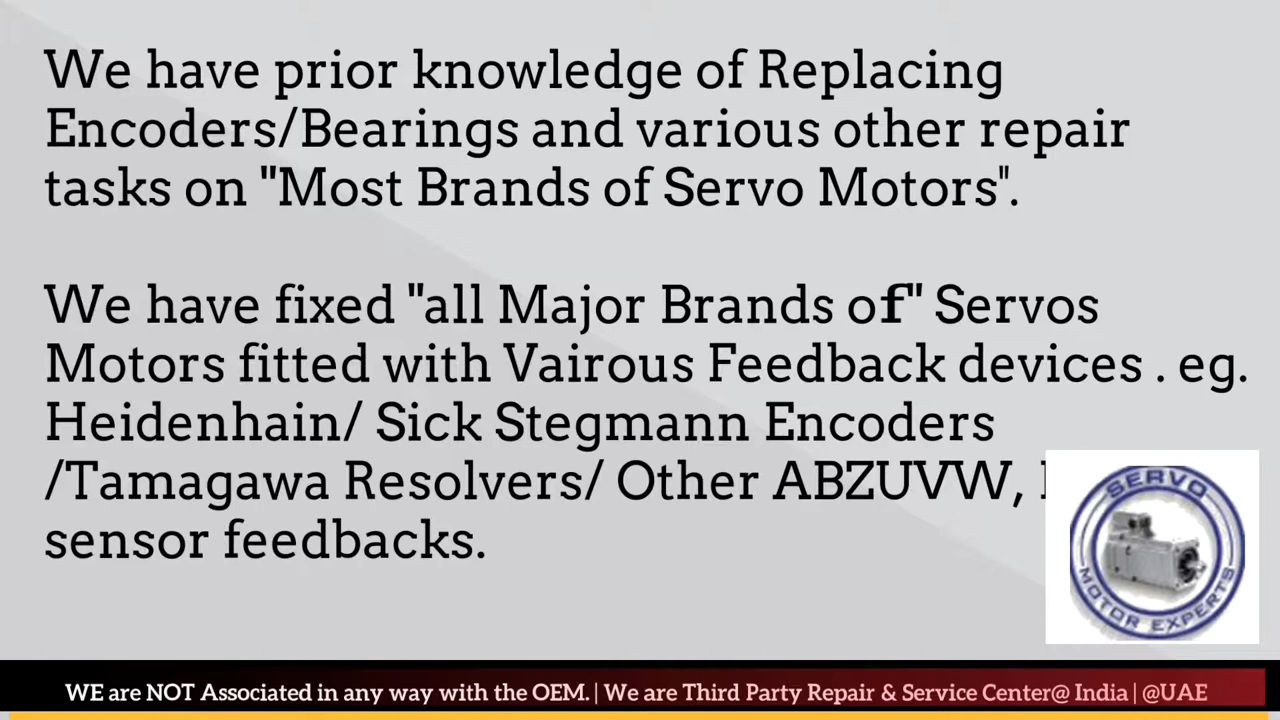 We have prior knowledge of Replacing
Encoders/Bearings and various other repair
tasks on "Most Brands of Servo Motors".
We have fixed "all Major Brands of" Servos
Motors fitted with Vairous Feedback devices . eg.
Heidenhain/ Sick Stegmann Encoders
/Tamagawa Resolvers/ Other ABZUVW,
sensor feedbacks.
SERVO
MOTOR EXPERTS
WE are NOT Associated in any way with the OEM. | We are Third Party Repair & Service Center@ India | @UAE